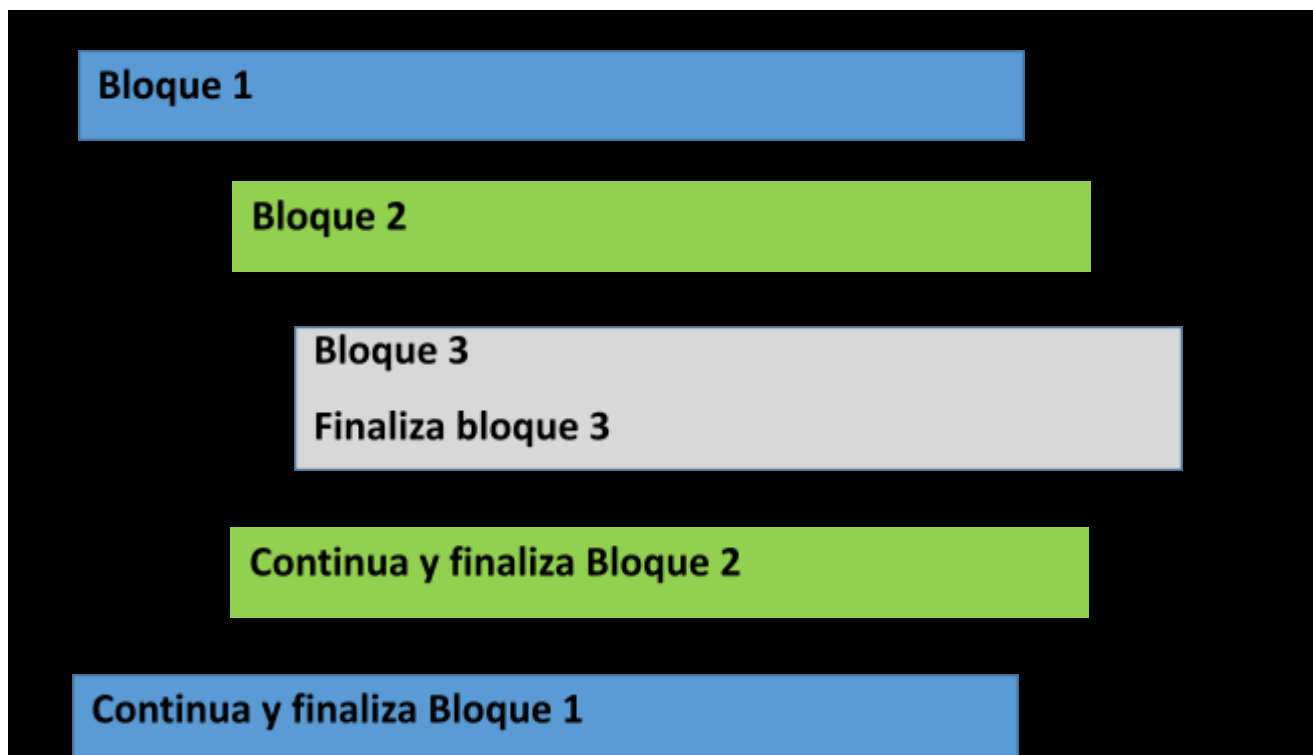 Bloque 1
Bloque 2
Bloque 3
Finaliza bloque 3
Continua y finaliza Bloque 2
Continua y finaliza Bloque 1